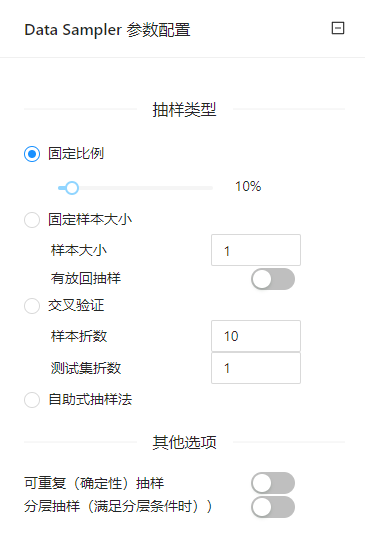 Data Sampler 参数配置
抽样类型
固定比例
10%
固定样本大小
样本大小 1
有放回抽样
交叉验证
样本折数 10
测试集折数 1
自助式抽样法
其他选项
可重复（确定性）抽样
分层抽样（满足分层条件时））